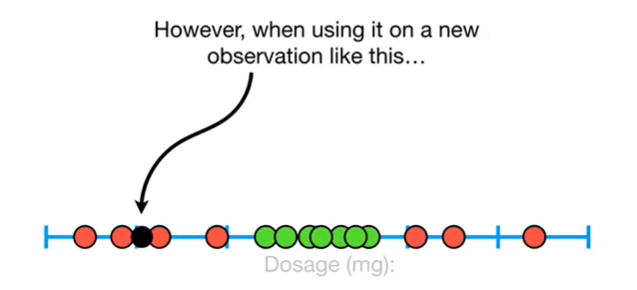 However, when using it on a new
observation like this...
Dosage (mg):